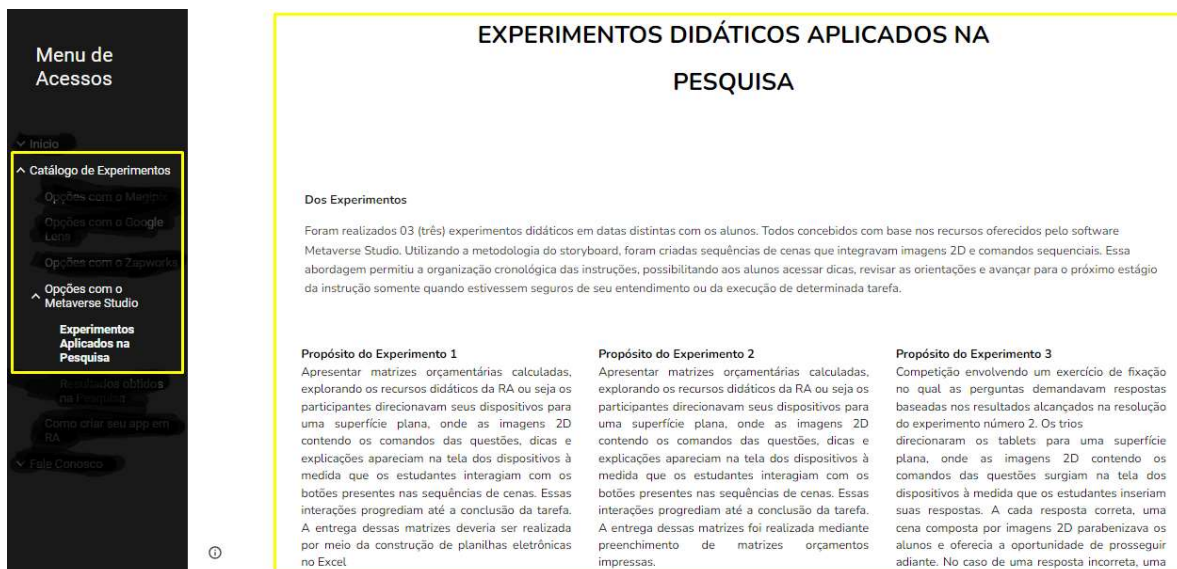 Menu de
Acessos
Início
Catálogo de Experimentos
Opções com o Magipix
Opções com o Google
Lens
Opções com o Zapworks
Opções com o
Metaverse Studio
Experimentos
Aplicados na
Pesquisa
Resultados obtidos
na Pesquisa
Como criar seu app em
RA
Fale Conosco
EXPERIMENTOS DIDÁTICOS APLICADOS NA
PESQUISA
Dos Experimentos
Foram realizados 03 (três) experimentos didáticos em datas distintas com os alunos. Todos concebidos com base nos recursos oferecidos pelo software
Metaverse Studio. Utilizando a metodologia do storyboard, foram criadas sequências de cenas que integravam imagens 2D e comandos sequenciais. Essa
abordagem permitiu a organização cronológica das instruções, possibilitando aos alunos acessar dicas, revisar as orientações e avançar para o próximo estágio
da instrução somente quando estivessem seguros de seu entendimento ou da execução de determinada tarefa.
Propósito do Experimento 1
Apresentar matrizes orçamentárias calculadas,
explorando os recursos didáticos da RA ou seja os
participantes direcionavam seus dispositivos para
uma superfície plana, onde as imagens 2D
contendo os comandos das questões, dicas e
explicações apareciam na tela dos dispositivos à
medida que os estudantes interagiam com os
botões presentes nas sequências de cenas. Essas
interações progrediam até a conclusão da tarefa.
A entrega dessas matrizes deveria ser realizada
por meio da construção de planilhas eletrônicas
no Excel
Propósito do Experimento 2
Apresentar matrizes orçamentárias calculadas,
explorando os recursos didáticos da RA ou seja os
participantes direcionavam seus dispositivos para
uma superfície plana, onde as imagens 2D
contendo os comandos das questões, dicas e
explicações apareciam na tela dos dispositivos à
medida que os estudantes interagiam com os
botões presentes nas sequências de cenas. Essas
interações progrediam até a conclusão da tarefa.
A entrega dessas matrizes foi realizada mediante
preenchimento de matrizes orçamentos
impressas.
Propósito do Experimento 3
Competição envolvendo um exercício de fixação
no qual as perguntas demandavam respostas
baseadas nos resultados alcançados na resolução
do experimento número 2. Os trios
direcionaram os tablets para uma superfície
plana, onde as imagens 2D contendo os
comandos das questões surgiam na tela dos
dispositivos à medida que os estudantes inseriam
suas respostas. A cada resposta correta, uma
cena composta por imagens 2D parabenizava os
alunos e oferecia a oportunidade de prosseguir
adiante. No caso de uma resposta incorreta, uma